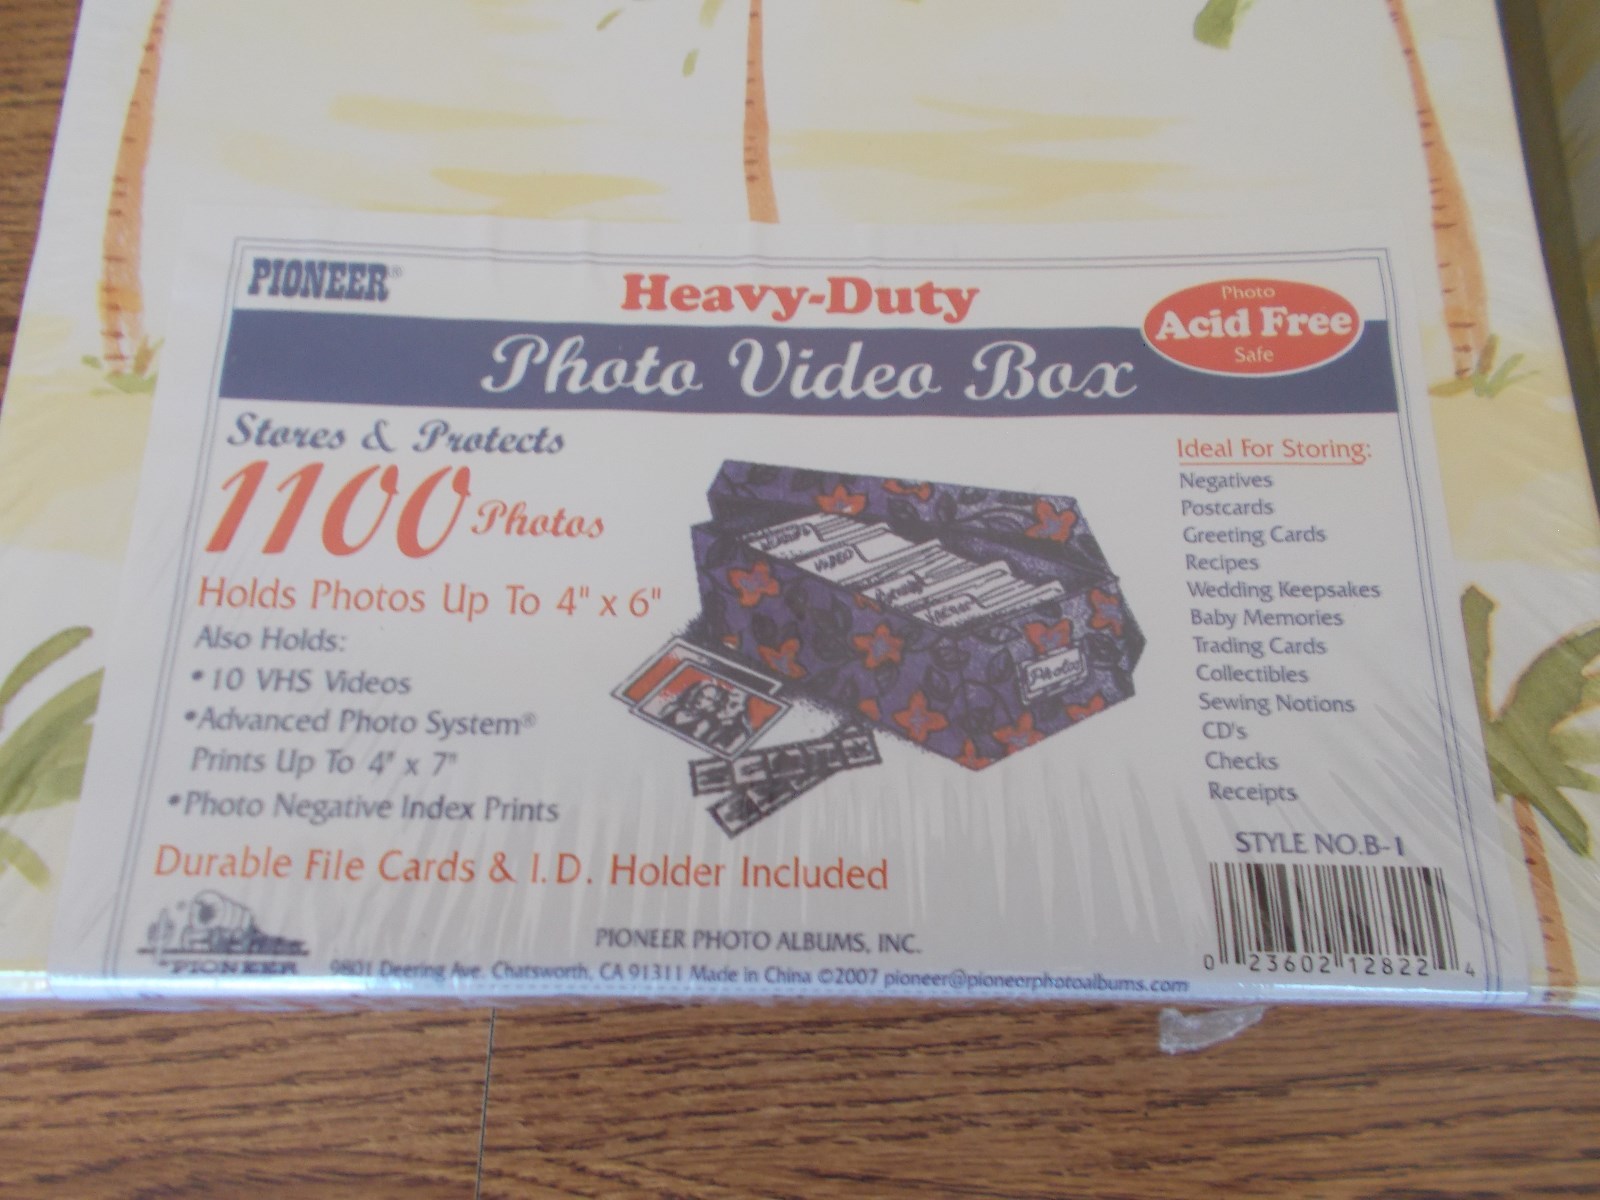 PIONEER®
Heavy-Duty
Photo Acid Free Safe
Photo Video Box
Stores & Protects
1100 Photos
Holds Photos Up To 4" x 6"
Also Holds:
•10 VHS Videos
•Advanced Photo System®
Prints Up To 4" x 7"
•Photo Negative Index Prints
Durable File Cards & I.D. Holder Included
VIDEO
Photos
Ideal For Storing:
Negatives
Postcards
Greeting Cards
Recipes
Wedding Keepsakes
Baby Memories
Trading Cards
Collectibles
Sewing Notions
CD's
Checks
Receipts
STYLE NO.B-1
0 23602 12822 4
PIONEER
PIONEER PHOTO ALBUMS, INC.
9801 Deering Ave. Chatsworth, CA 91311 Made in China ©2007 pioneer@pioneerphotoalbums.com